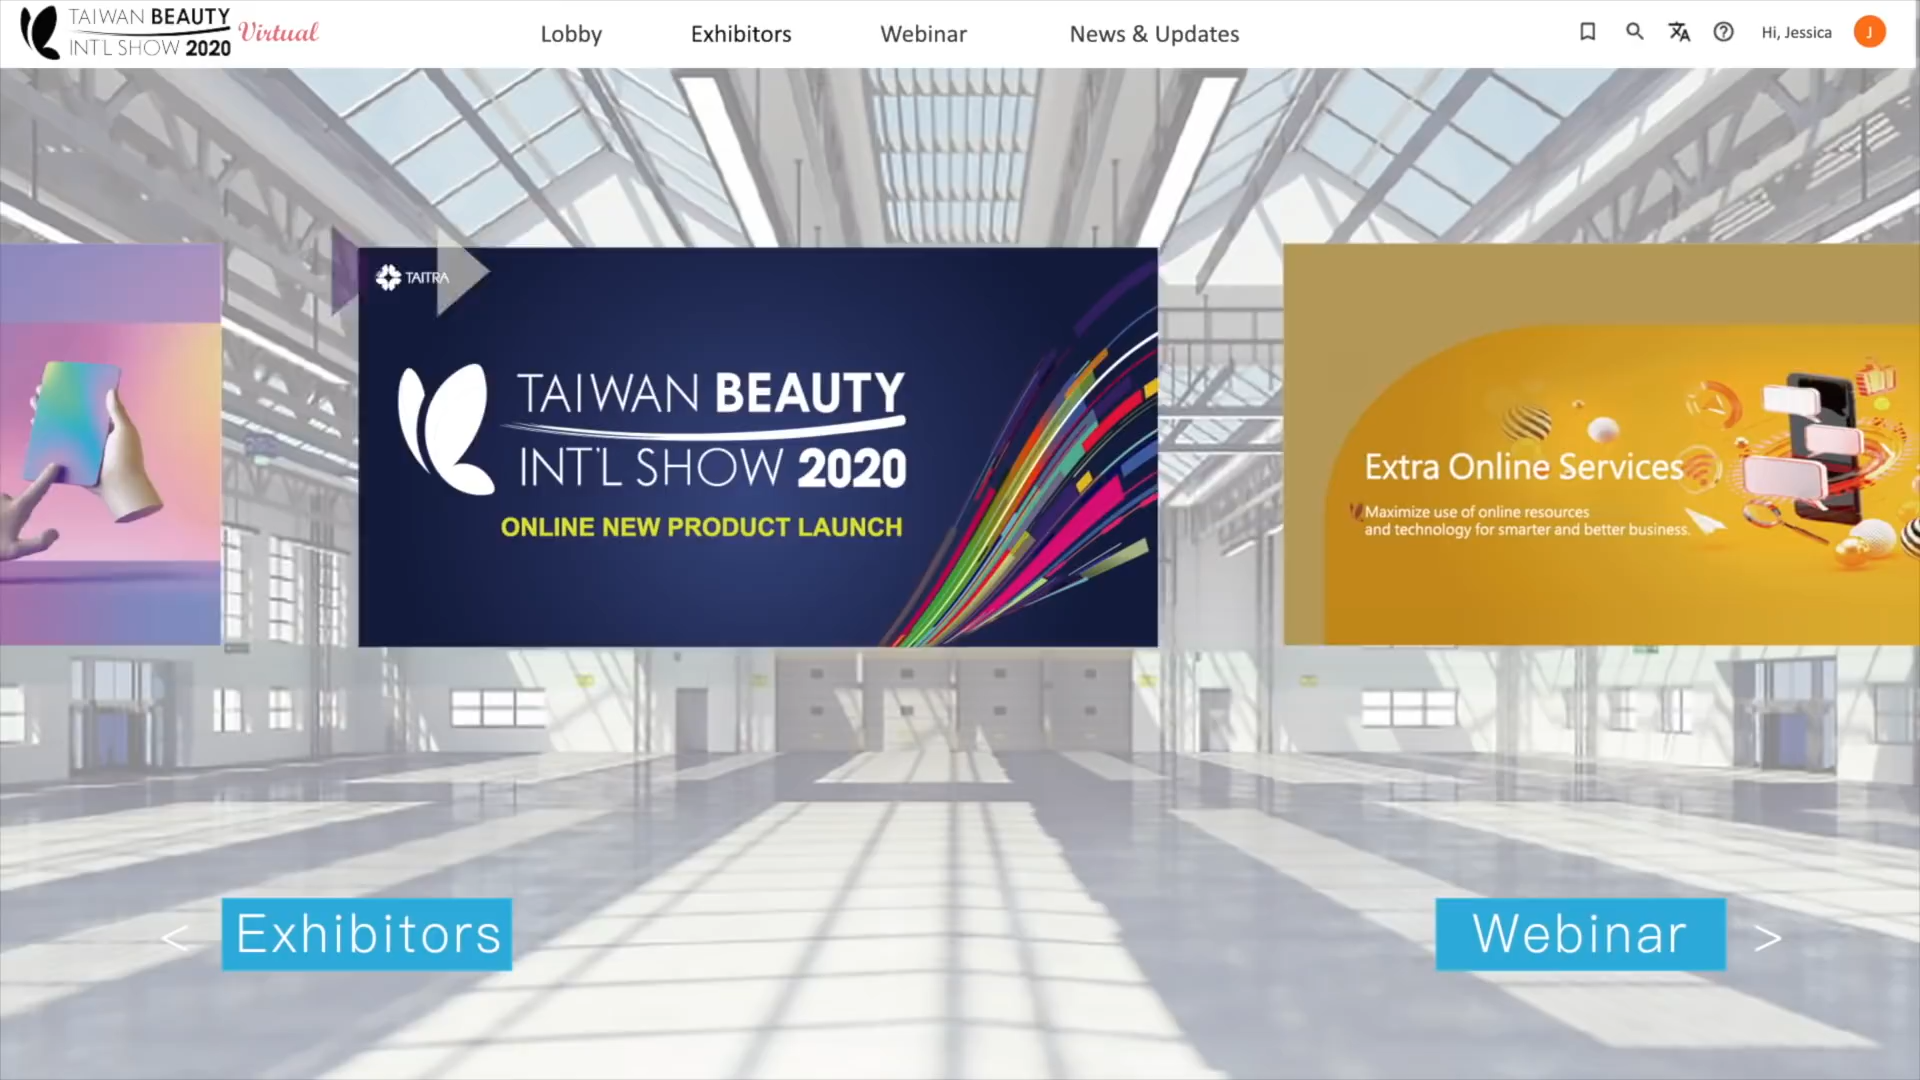 TAIWAN BEAUTY
INT'L SHOW 2020
Virtual
Lobby
Exhibitors
Webinar
News & Updates
Hi, Jessica
J
TAITRA
TAIWAN BEAUTY
INT'L SHOW 2020
ONLINE NEW PRODUCT LAUNCH
Extra Online Services
Maximize use of online resources
and technology for smarter and better business.
< Exhibitors
Webinar >